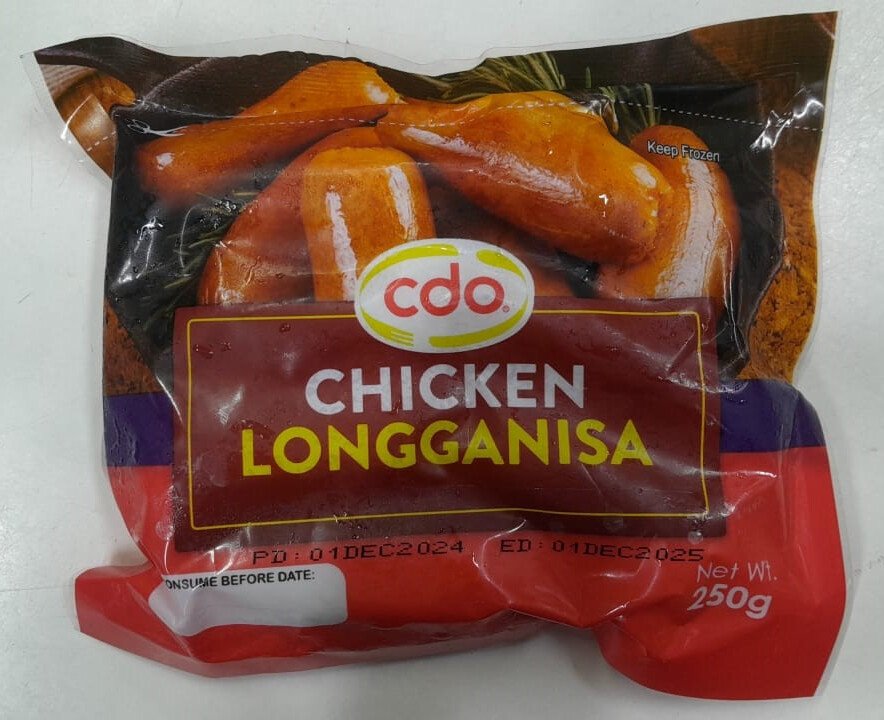 Keep Frozen
cdo
CHICKEN
LONGGANISA
PD: 01DEC2024 ED: 01DEC2025
ONSUME BEFORE DATE:
Net Wt.
250g